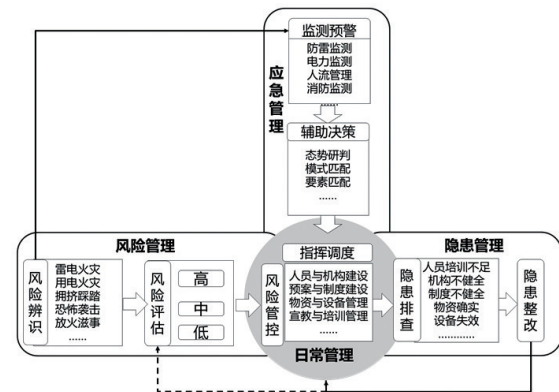 监测预警
防雷监测
电力监测
人流管理
消防监测
......
应急管理
辅助决策
态势研判
模式匹配
要素匹配
......
风险管理
风险辨识
雷电火灾
用电火灾
拥挤踩踏
恐怖袭击
放火滋事
......
风险评估
高
中
低
指挥调度
风险管控
人员与机构建设
预案与制度建设
物资与设备管理
宣教与培训管理
......
日常管理
隐患管理
隐患排查
人员培训不足
机构不健全
制度不健全
物资确实
设备失效
............
隐患整改